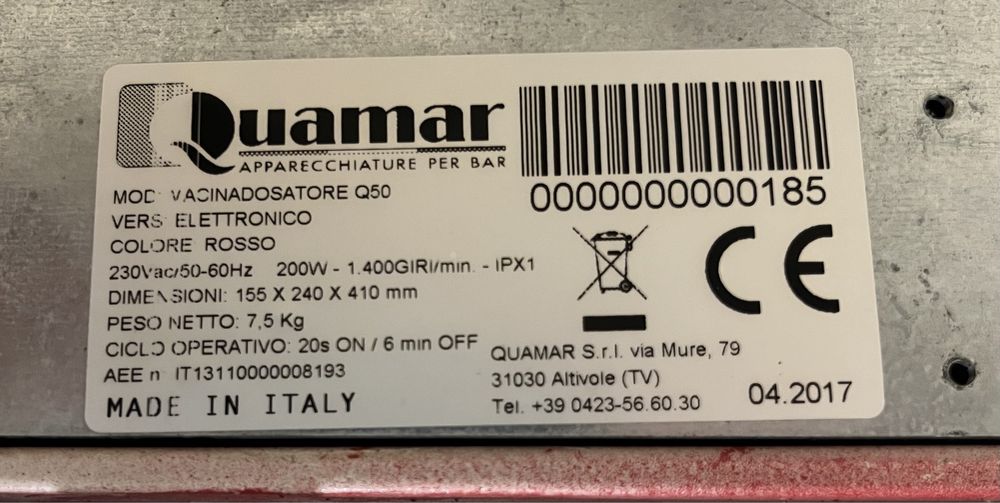 Quamar
APPARECCHIATURE PER BAR
0000000000185
MOD. MACINADOSATORE Q50
VERS. ELETTRONICO
COLORE ROSSO
230Vac/50-60Hz 200W - 1.400GIRI/min. - IPX1
DIMENSIONI: 155 X 240 X 410 mm
PESO NETTO: 7,5 Kg
CICLO OPERATIVO: 20s ON / 6 min OFF
AEE n. IT13110000008193
MADE IN ITALY
CE
QUAMAR S.r.l. via Mure, 79
31030 Altivole (TV)
Tel. +39 0423-56.60.30
04.2017